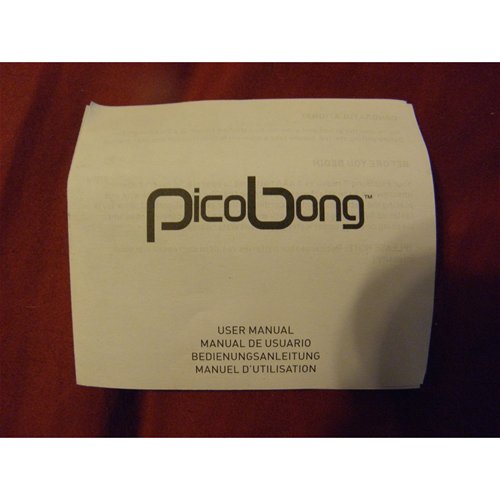 PicoBong™
USER MANUAL
MANUAL DE USUARIO
BEDIENUNGSANLEITUNG
MANUEL D'UTILISATION